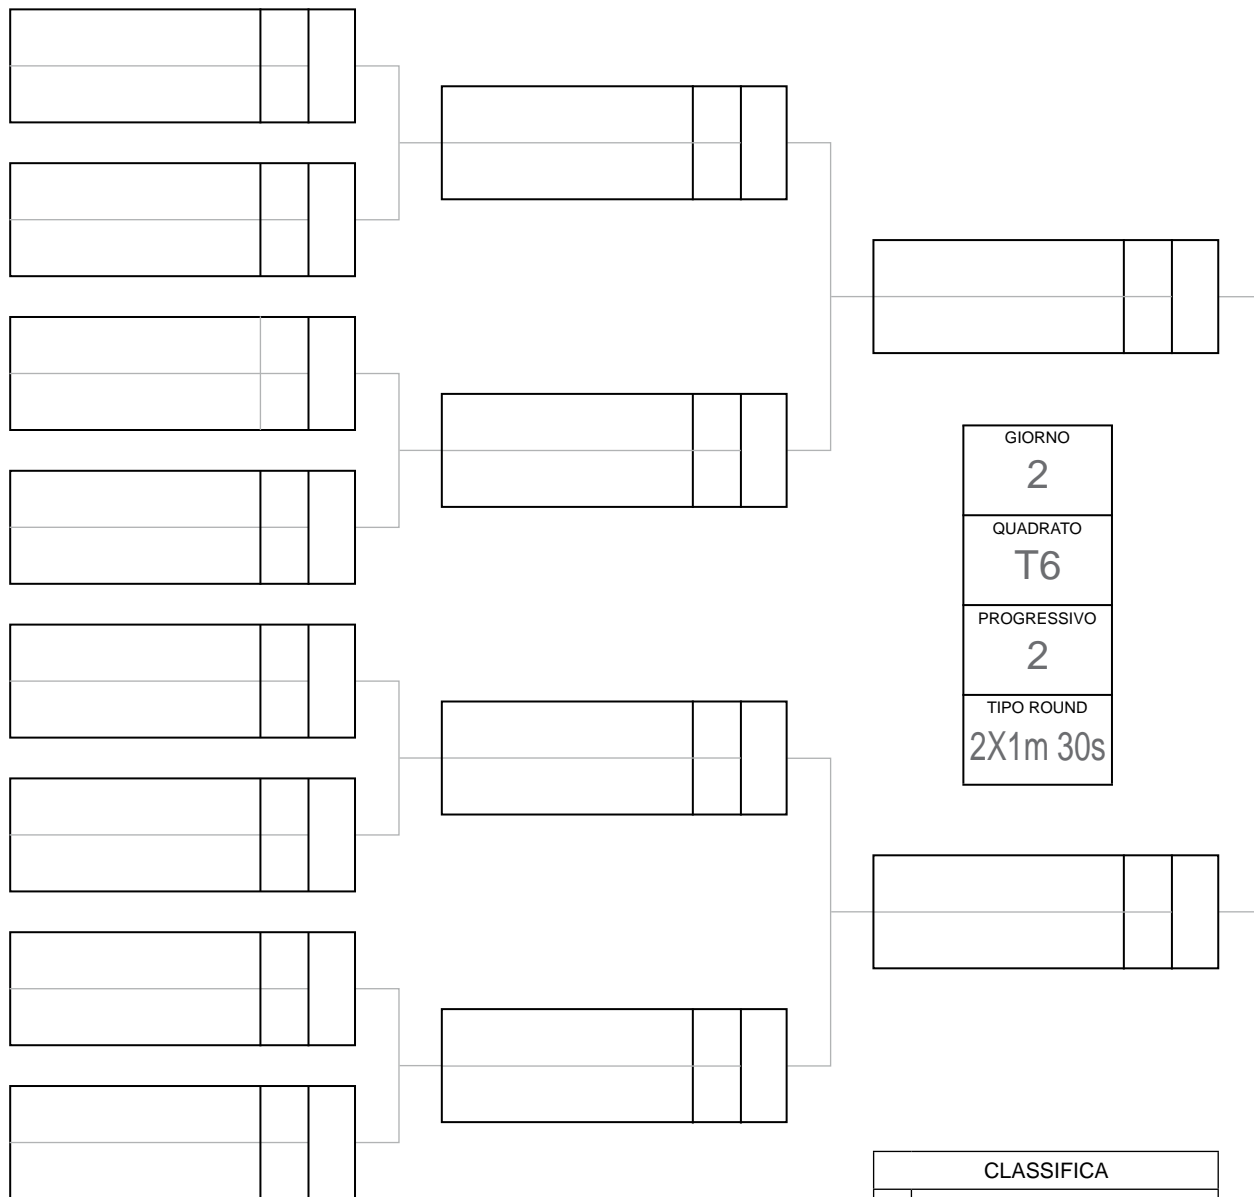 GIORNO
2
QUADRATO
T6
PROGRESSIVO
2
TIPO ROUND
2X1m 30s
CLASSIFICA